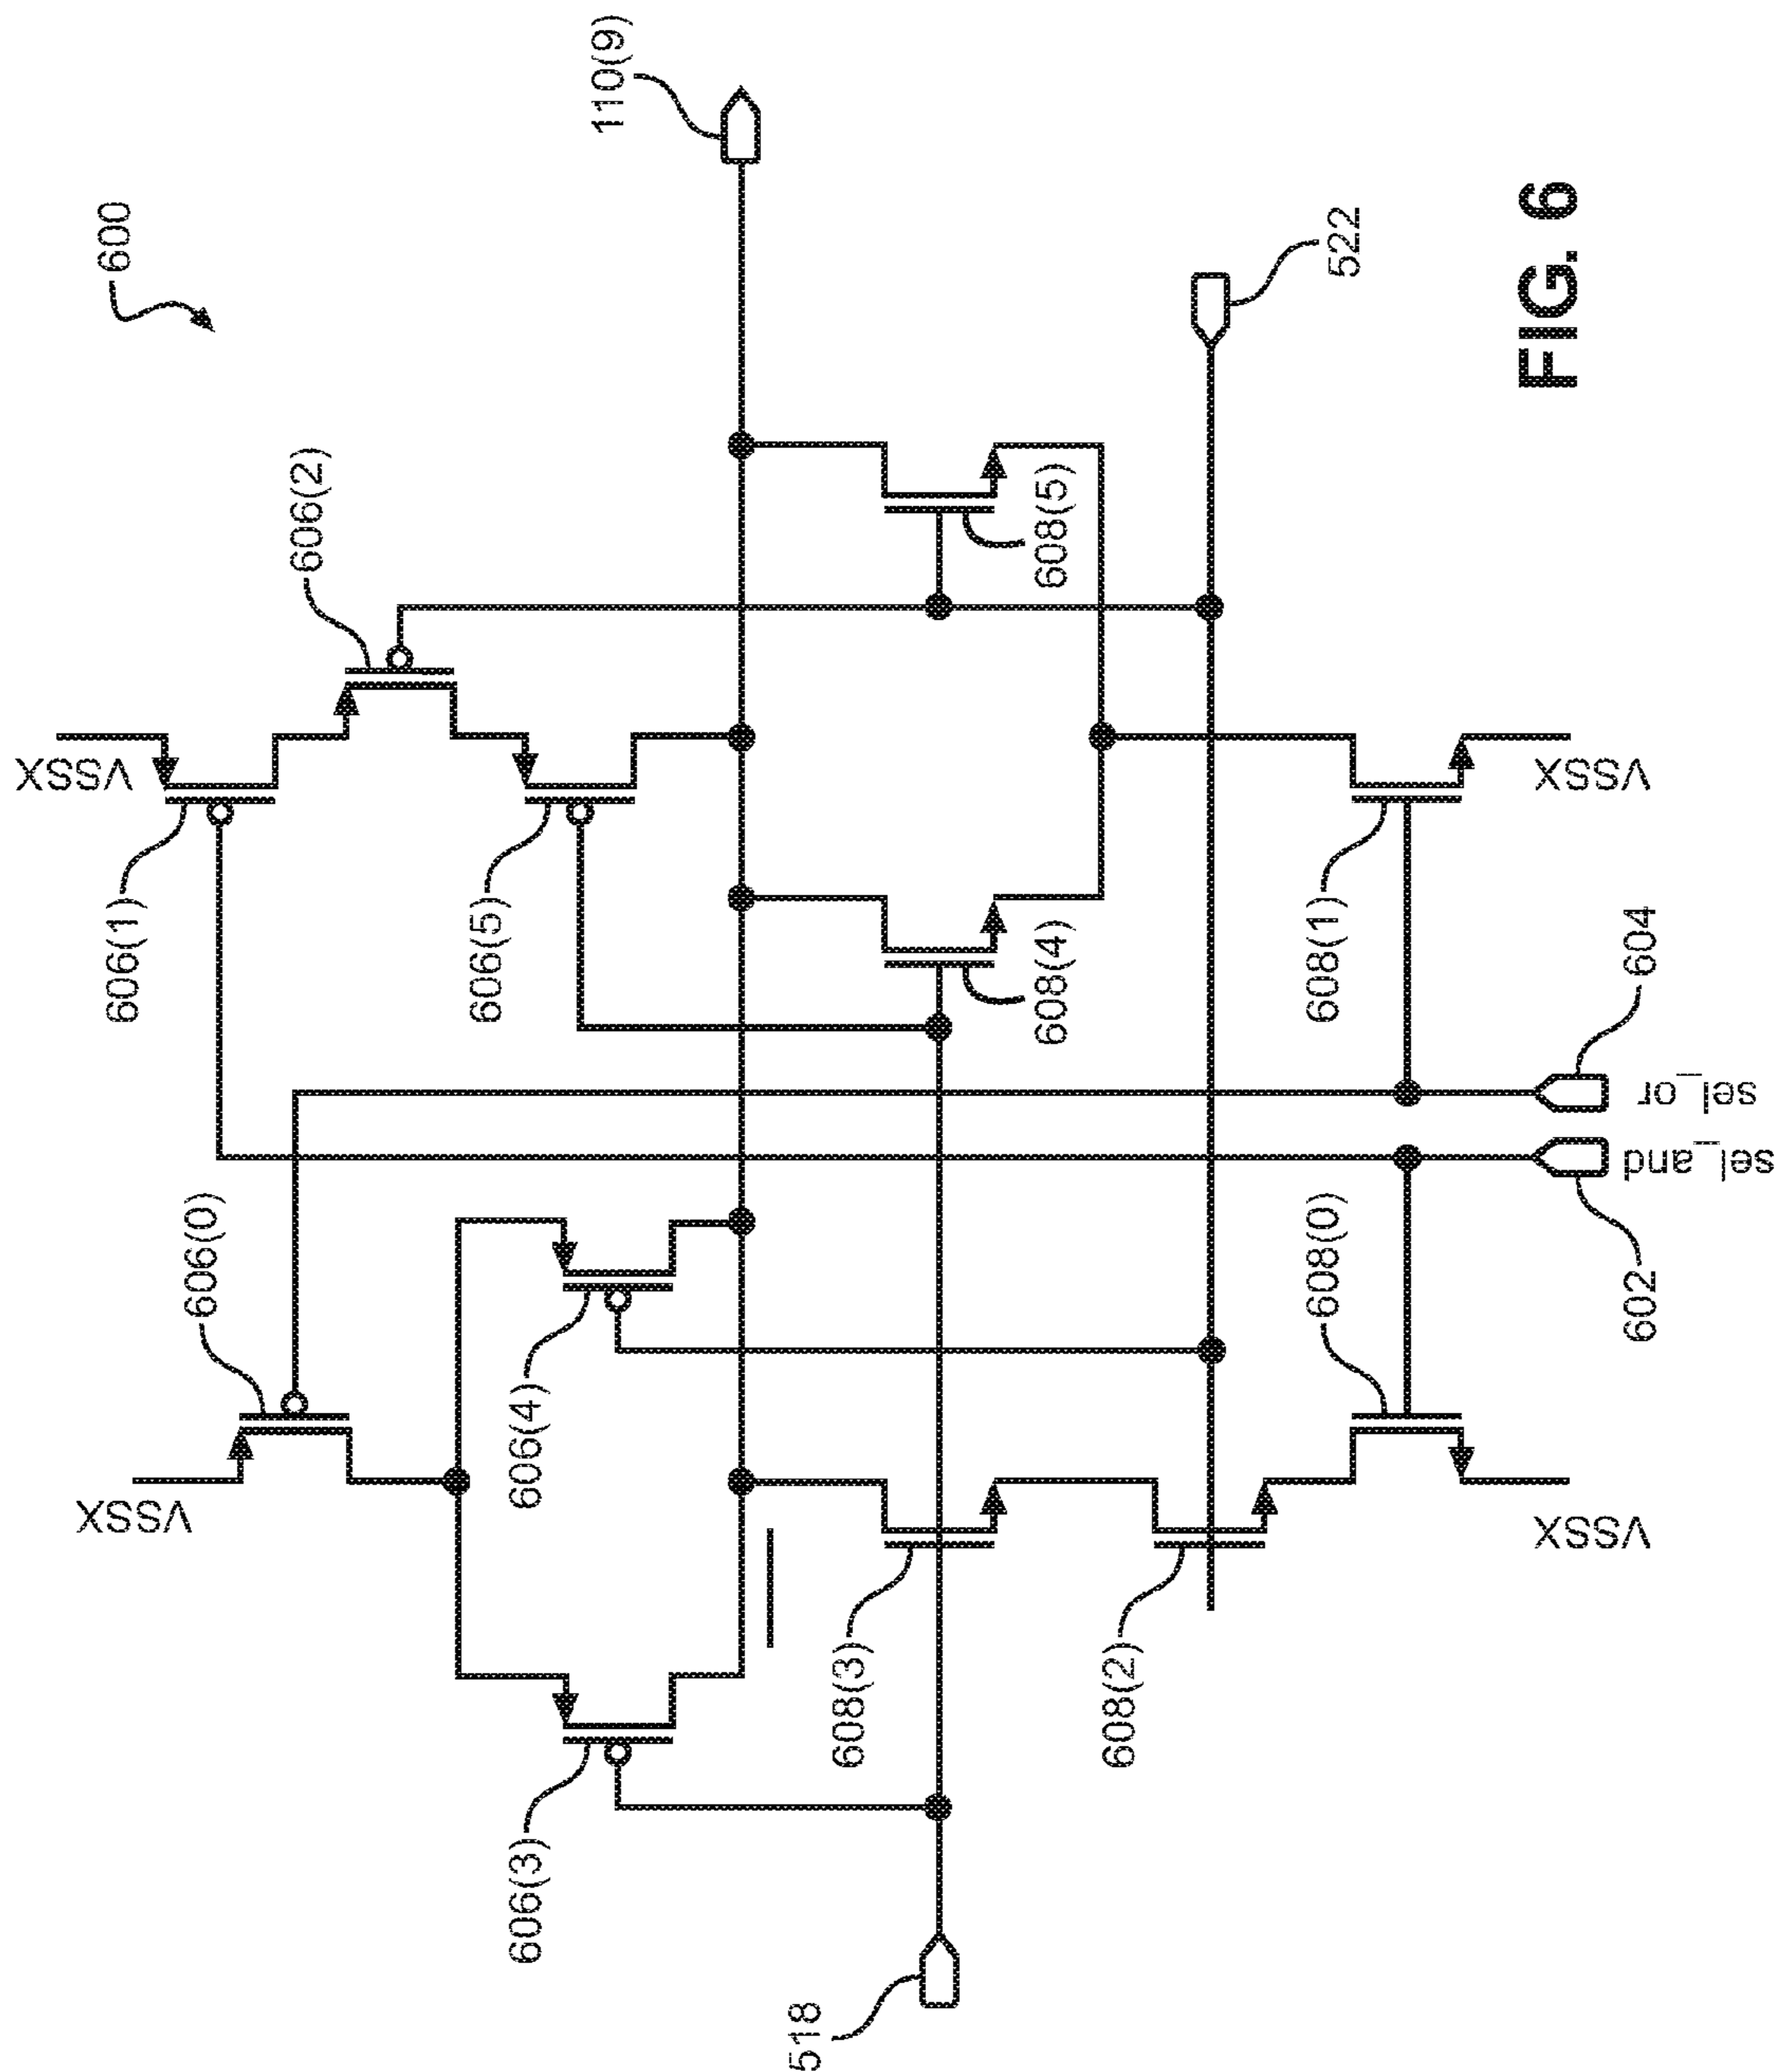 600
110(9)
606(2)
VSSX
606(1)
606(5)
606(0)
VSSX
606(4)
606(3)
608(5)
608(4)
522
608(3)
608(2)
608(1)
VSSX
608(0)
VSSX
604
sel_or
sel_and
602
518
FIG. 6